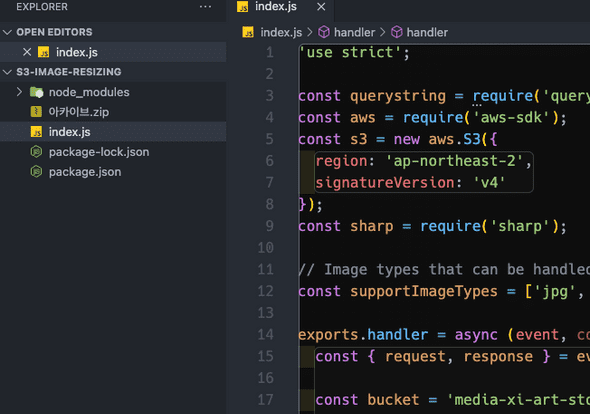 EXPLORER
···
OPEN EDITORS
index.js
S3-IMAGE-RESIZING
node_modules
아카이브.zip
index.js
package-lock.json
package.json
index.js
index.js > handler > handler
1 'use strict';
2
3 const querystring = require('query
4 const aws = require('aws-sdk');
5 const s3 = new aws.S3({
6 region: 'ap-northeast-2',
7 signatureVersion: 'v4'
8 });
9 const sharp = require('sharp');
10
11 // Image types that can be handled
12 const supportImageTypes = ['jpg',
13
14 exports.handler = async (event, co
15 const { request, response } = ev
16
17 const bucket = 'media-xi-art-sto